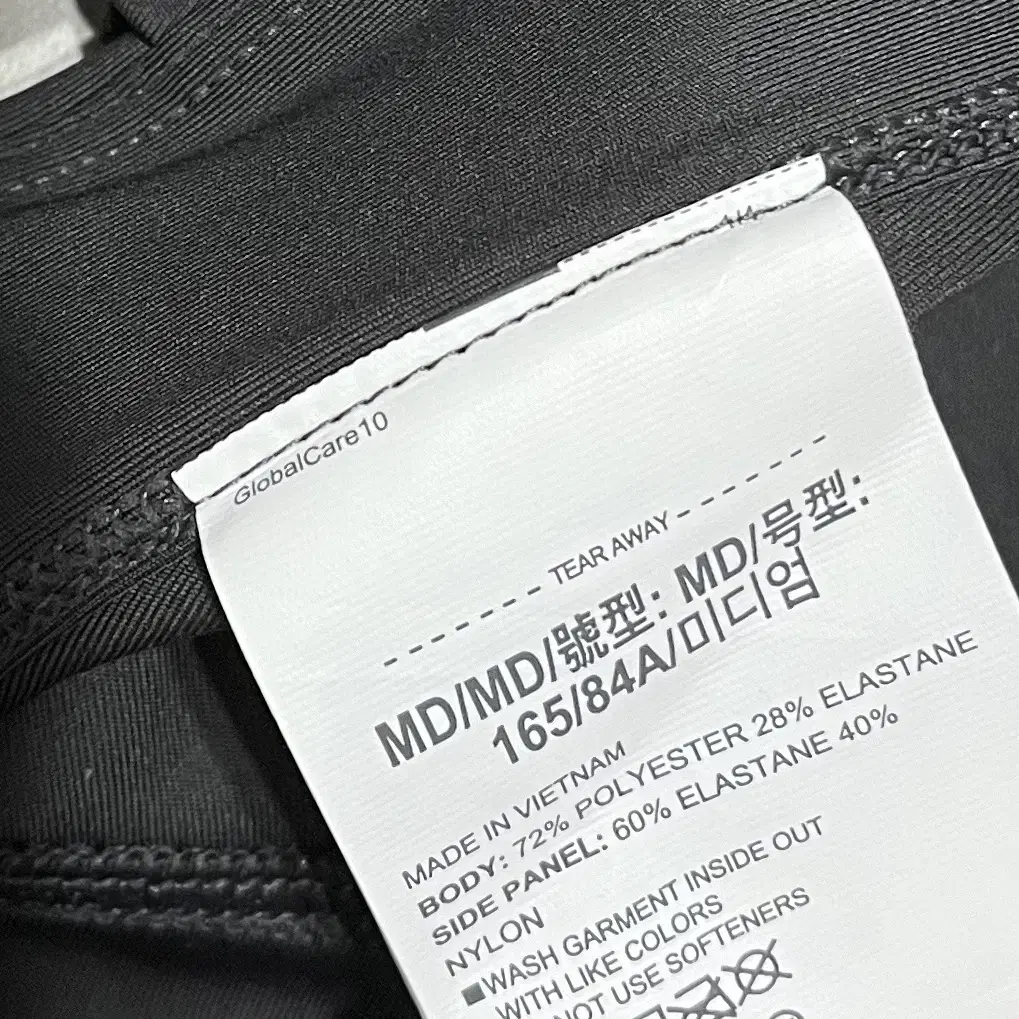 GlobalCare10
TEAR AWAY
MD/MD/號型: MD/号型:
165/84A/미디엄
MADE IN VIETNAM
BODY: 72% POLYESTER 28% ELASTANE
SIDE PANEL: 60% ELASTANE 40%
NYLON
WASH GARMENT INSIDE OUT
WITH LIKE COLORS
NOT USE SOFTENERS